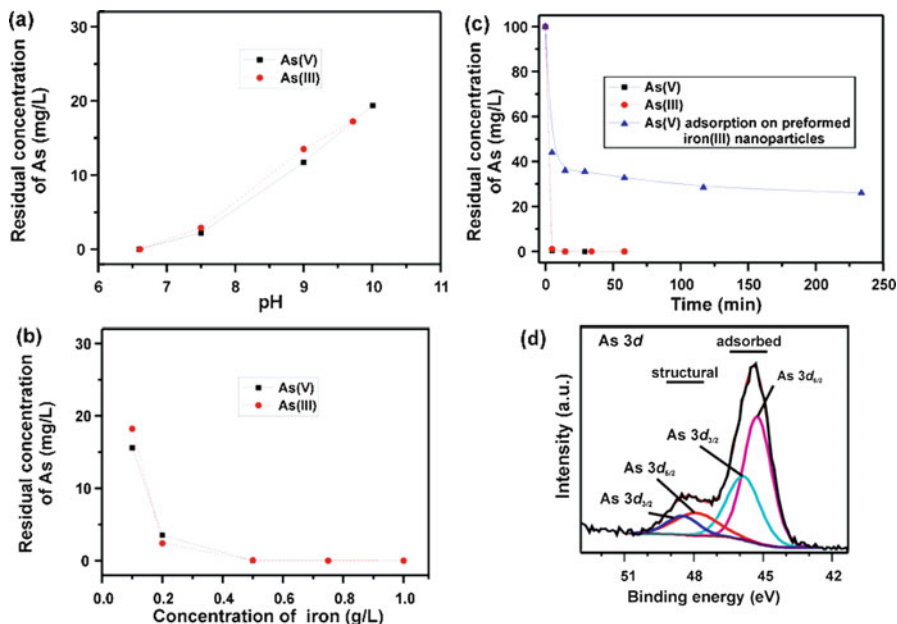 (a)
30
20
10
0
Residual concentration
of As (mg/L)
As(V)
As(III)
6 7 8 9 10 11
pH
(b)
30
20
10
0
Residual concentration
of As (mg/L)
As(V)
As(III)
0.0 0.2 0.4 0.6 0.8 1.0
Concentration of iron (g/L)
(c)
100
80
60
40
20
0
Residual concentration
of As (mg/L)
As(V)
As(III)
As(V) adsorption on preformed
iron(III) nanoparticles
0 50 100 150 200 250
Time (min)
(d)
As 3d
adsorbed
structural
As 3d5/2
As 3d3/2
As 3d5/2
As 3d3/2
Intensity (a.u.)
51 48 45 42
Binding energy (eV)